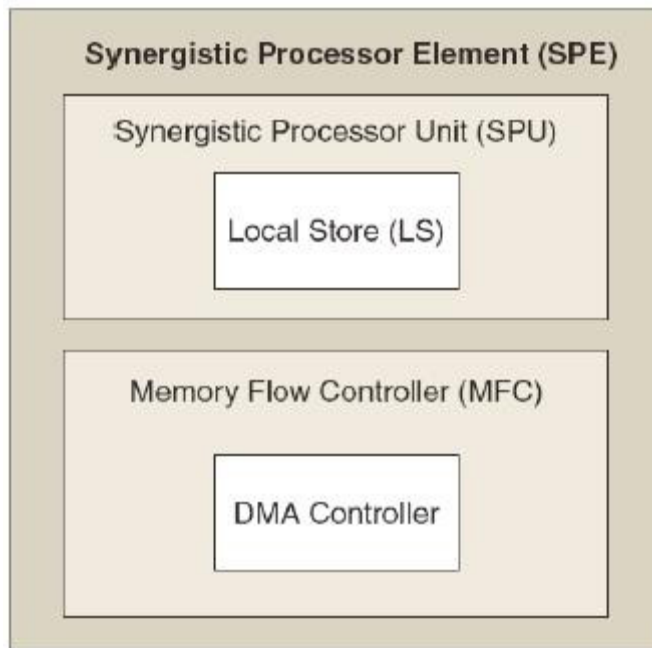 Synergistic Processor Element (SPE)
Synergistic Processor Unit (SPU)
Local Store (LS)
Memory Flow Controller (MFC)
DMA Controller